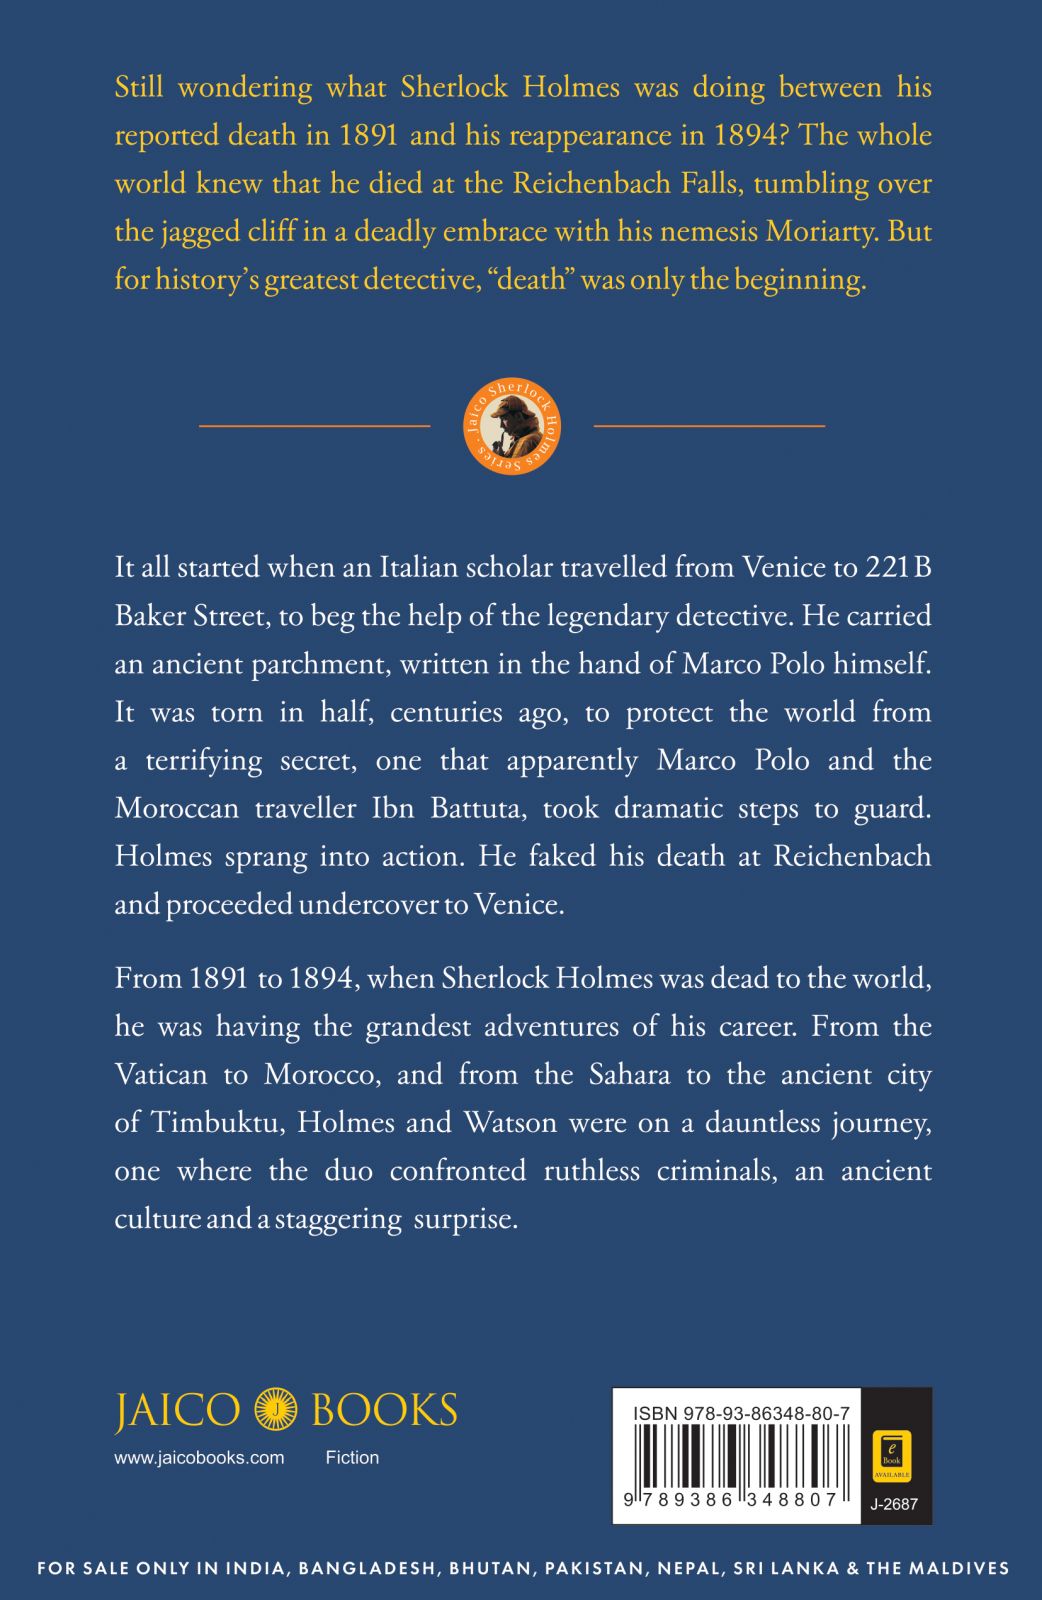 Still wondering what Sherlock Holmes was doing between his
reported death in 1891 and his reappearance in 1894? The whole
world knew that he died at the Reichenbach Falls, tumbling over
the jagged cliff in a deadly embrace with his nemesis Moriarty. But
for history’s greatest detective, “death” was only the beginning.
Jaico Sherlock Holmes Series •
It all started when an Italian scholar travelled from Venice to 221B
Baker Street, to beg the help of the legendary detective. He carried
an ancient parchment, written in the hand of Marco Polo himself.
It was torn in half, centuries ago, to protect the world from
a terrifying secret, one that apparently Marco Polo and the
Moroccan traveller Ibn Battuta, took dramatic steps to guard.
Holmes sprang into action. He faked his death at Reichenbach
and proceeded undercover to Venice.
From 1891 to 1894, when Sherlock Holmes was dead to the world,
he was having the grandest adventures of his career. From the
Vatican to Morocco, and from the Sahara to the ancient city
of Timbuktu, Holmes and Watson were on a dauntless journey,
one where the duo confronted ruthless criminals, an ancient
culture and a staggering surprise.
JAICO J BOOKS
www.jaicobooks.com Fiction
ISBN 978-93-86348-80-7
9 789386 348807
e
Book
AVAILABLE
J-2687
FOR SALE ONLY IN INDIA, BANGLADESH, BHUTAN, PAKISTAN, NEPAL, SRI LANKA & THE MALDIVES